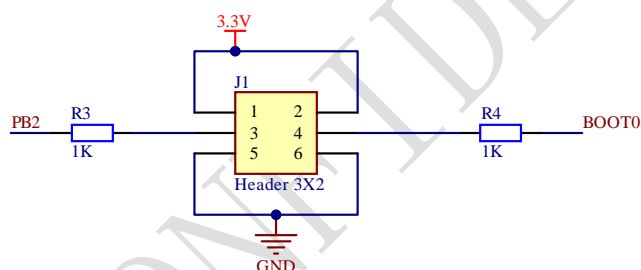 3.3V
J1
1 2
PB2 R3 3 4 R4 BOOT0
1K 5 6 1K
Header 3X2
GND